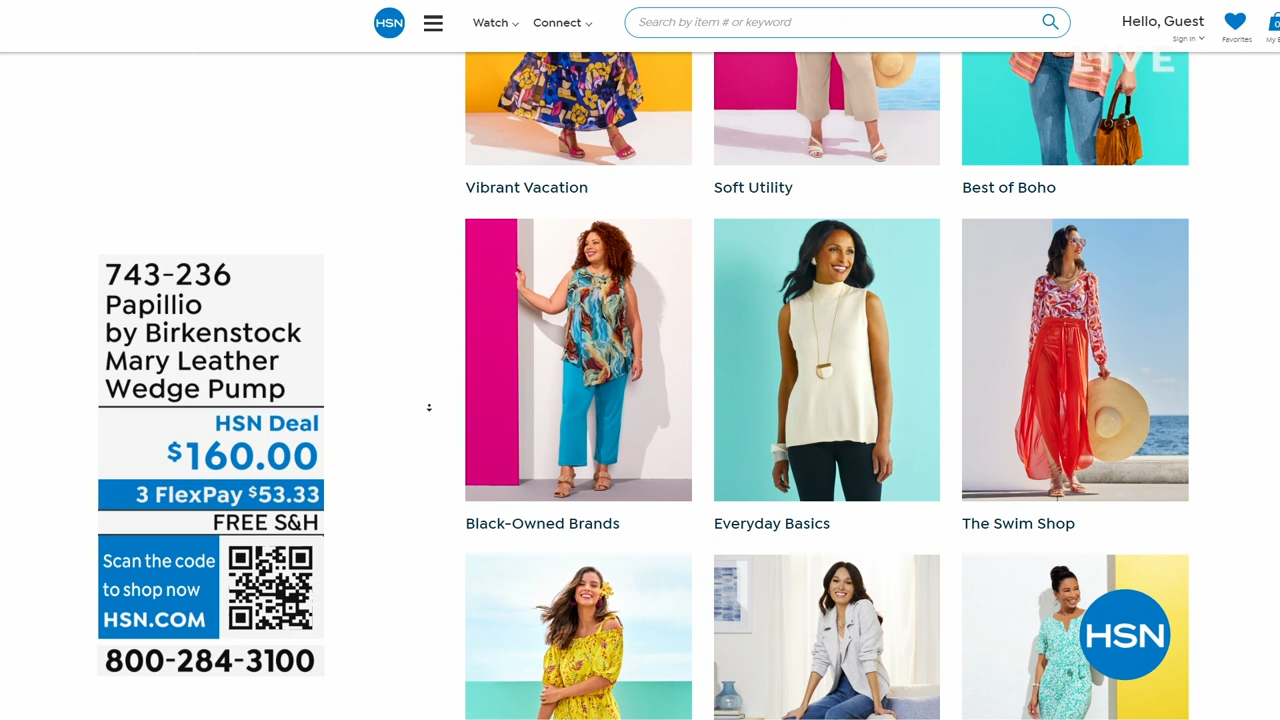 HSN
Watch
Connect
Search by item # or keyword
Hello, Guest
Sign In
Favorites
0
LIVE
Vibrant Vacation
Soft Utility
Best of Boho
743-236
Papillio
by Birkenstock
Mary Leather
Wedge Pump
HSN Deal
$160.00
3 FlexPay $53.33
FREE S&H
Scan the code
to shop now
HSN.COM
800-284-3100
Black-Owned Brands
Everyday Basics
The Swim Shop
HSN